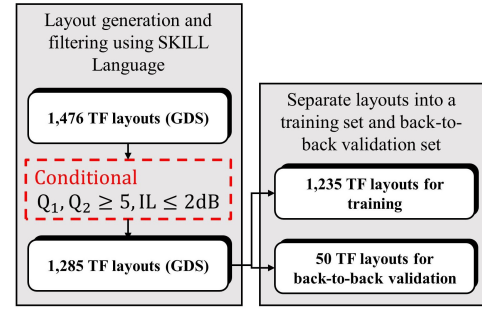 Layout generation and
filtering using SKILL
Language
1,476 TF layouts (GDS)
Conditional
Q₁, Q₂ ≥ 5, IL ≤ 2dB
1,285 TF layouts (GDS)
Separate layouts into a
training set and back-to-
back validation set
1,235 TF layouts for
training
50 TF layouts for
back-to-back validation